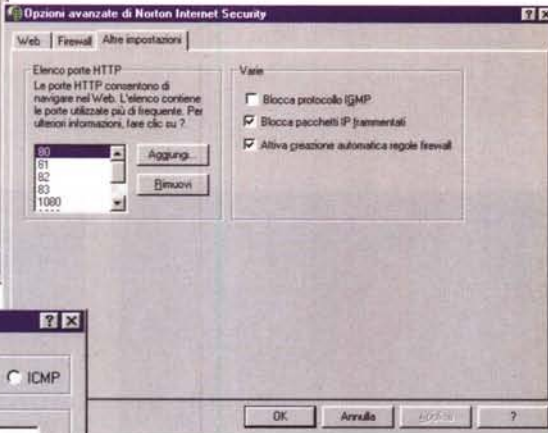 Opzioni avanzate di Norton Internet Security
Web
Firewall
Altre impostazioni
Elenco porte HTTP
Le porte HTTP consentono di
navigare nel Web. L'elenco contiene
le porte utilizzate più di frequente. Per
ulteriori informazioni, fare clic su ?
80
81
82
83
1080
Aggiungi...
Rimuovi
Varie
Blocca protocollo IGMP
Blocca pacchetti IP frammentati
Attiva creazione automatica regole firewall
ICMP
OK
Annulla
?